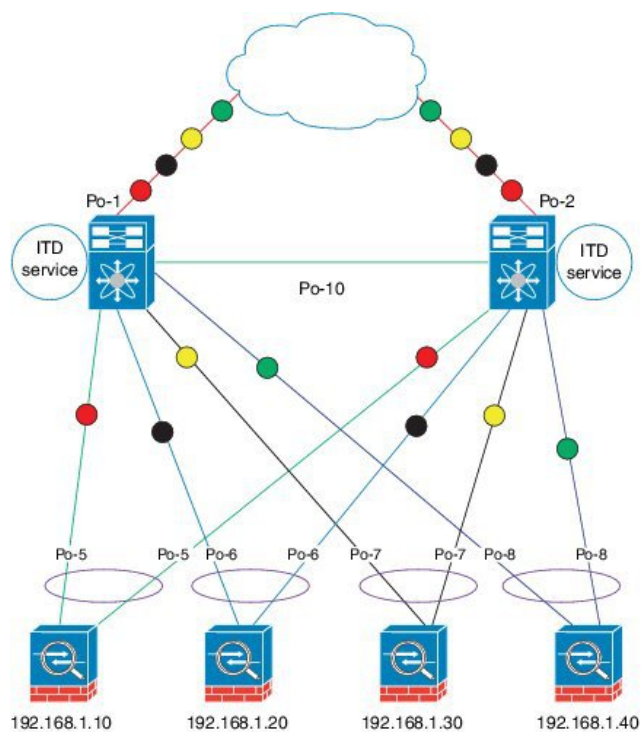 Po-1
Po-2
ITD
service
ITD
service
Po-10
Po-5
Po-5
Po-6
Po-6
Po-7
Po-7
Po-8
Po-8
192.168.1.10
192.168.1.20
192.168.1.30
192.168.1.40